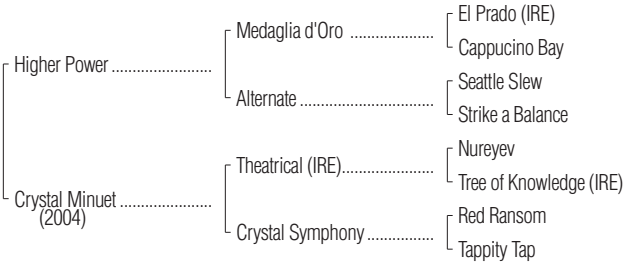 El Prado (IRE)
Medaglia d'Oro ....................
Cappucino Bay
Higher Power ........................
Seattle Slew
Alternate ................................
Strike a Balance
Nureyev
Theatrical (IRE)......................
Tree of Knowledge (IRE)
Crystal Minuet ......................
(2004)
Red Ransom
Crystal Symphony ................
Tappity Tap